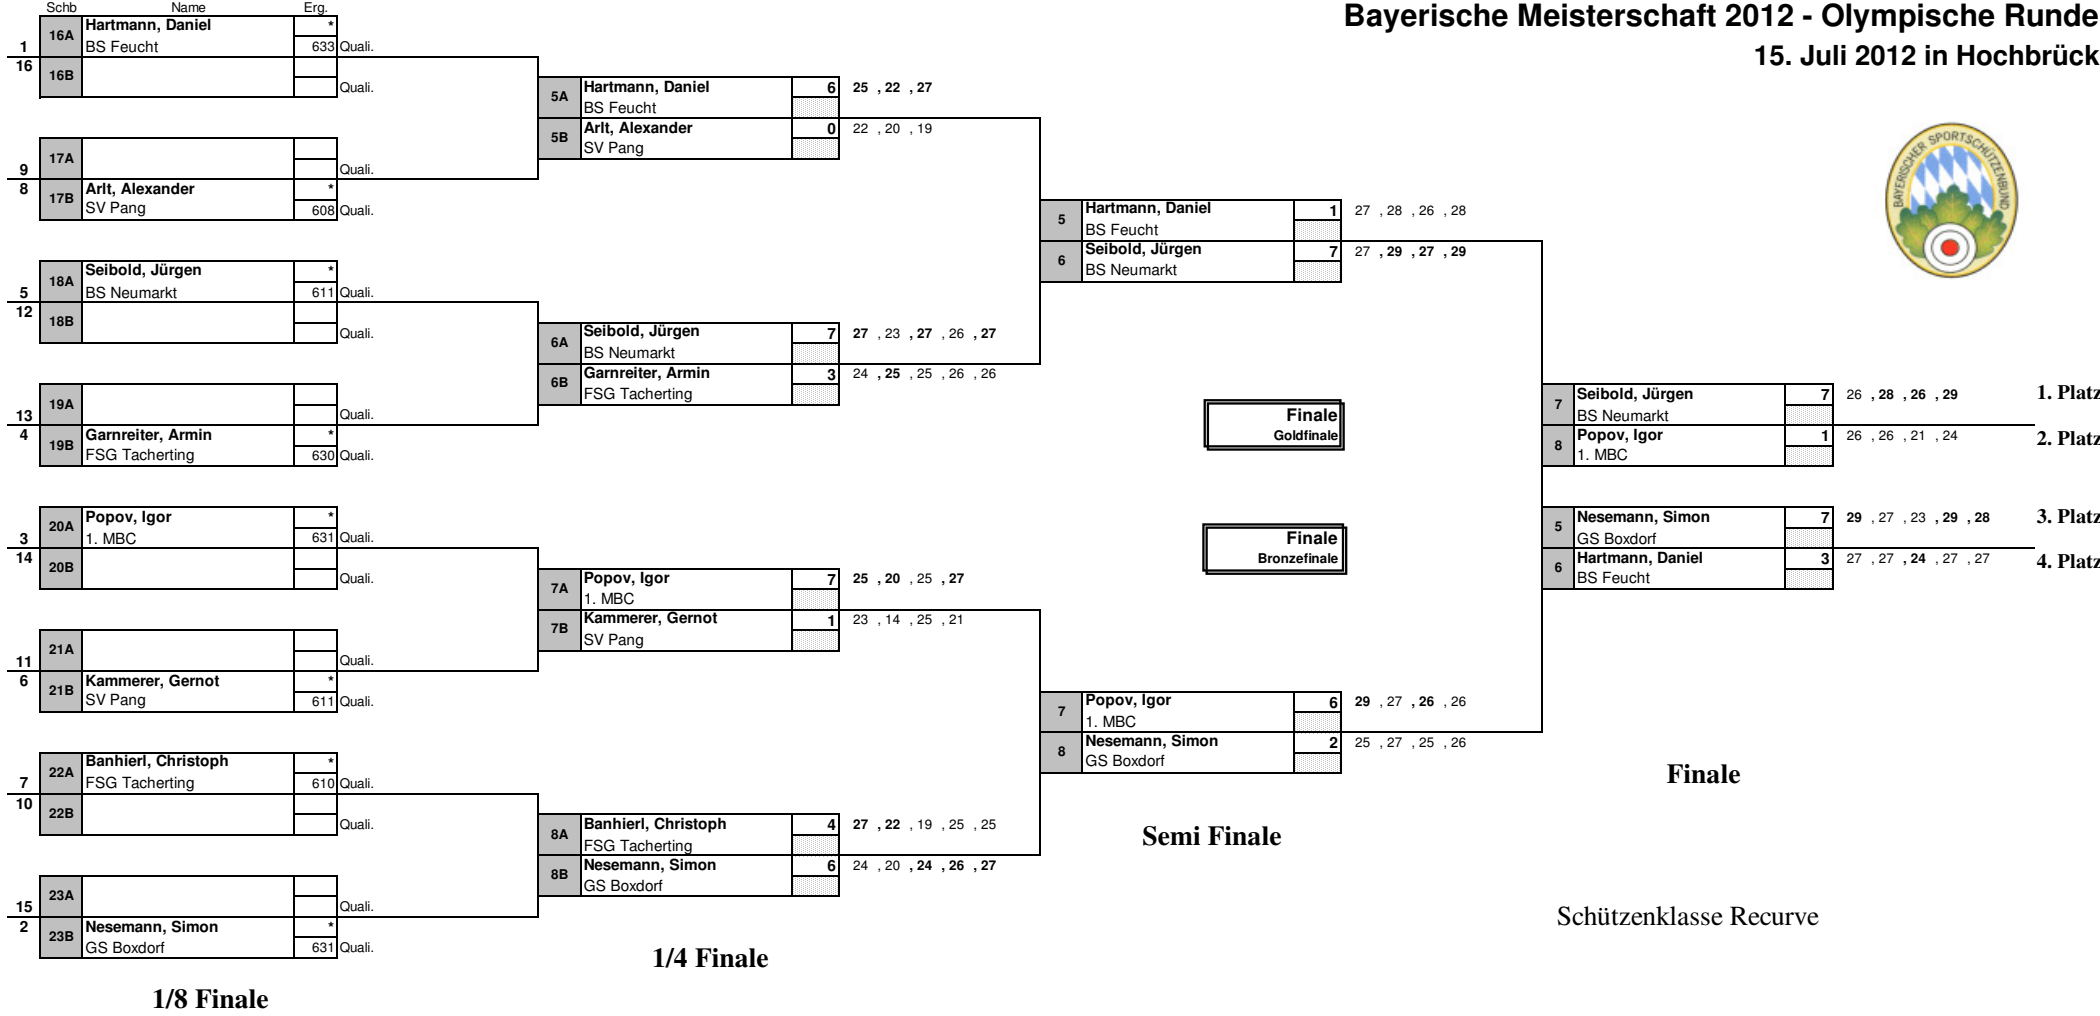 Schb Name Erg.
Bayerische Meisterschaft 2012 - Olympische Runde
15. Juli 2012 in Hochbrück
BAYERISCHER SPORTSCHÜTZENBUND
1 16A Hartmann, Daniel *
BS Feucht 633 Quali.
16 16B
Quali.
9 17A
Quali.
8 17B Arlt, Alexander *
SV Pang 608 Quali.
5 18A Seibold, Jürgen *
BS Neumarkt 611 Quali.
12 18B
Quali.
13 19A
Quali.
4 19B Garnreiter, Armin *
FSG Tacherting 630 Quali.
3 20A Popov, Igor *
1. MBC 631 Quali.
14 20B
Quali.
11 21A
Quali.
6 21B Kammerer, Gernot *
SV Pang 611 Quali.
7 22A Banhierl, Christoph *
FSG Tacherting 610 Quali.
10 22B
Quali.
15 23A
Quali.
2 23B Nesemann, Simon *
GS Boxdorf 631 Quali.
1/8 Finale
5A Hartmann, Daniel 6 25 , 22 , 27
BS Feucht
5B Arlt, Alexander 0 22 , 20 , 19
SV Pang
6A Seibold, Jürgen 7 27 , 23 , 27 , 26 , 27
BS Neumarkt
6B Garnreiter, Armin 3 24 , 25 , 25 , 26 , 26
FSG Tacherting
7A Popov, Igor 7 25 , 20 , 25 , 27
1. MBC
7B Kammerer, Gernot 1 23 , 14 , 25 , 21
SV Pang
8A Banhierl, Christoph 4 27 , 22 , 19 , 25 , 25
FSG Tacherting
8B Nesemann, Simon 6 24 , 20 , 24 , 26 , 27
GS Boxdorf
1/4 Finale
5 Hartmann, Daniel 1 27 , 28 , 26 , 28
BS Feucht
6 Seibold, Jürgen 7 27 , 29 , 27 , 29
BS Neumarkt
Finale
Goldfinale
Finale
Bronzefinale
7 Popov, Igor 6 29 , 27 , 26 , 26
1. MBC
8 Nesemann, Simon 2 25 , 27 , 25 , 26
GS Boxdorf
Semi Finale
7 Seibold, Jürgen 7 26 , 28 , 26 , 29 1. Platz
BS Neumarkt
8 Popov, Igor 1 26 , 26 , 21 , 24 2. Platz
1. MBC
5 Nesemann, Simon 7 29 , 27 , 23 , 29 , 28 3. Platz
GS Boxdorf
6 Hartmann, Daniel 3 27 , 27 , 24 , 27 , 27 4. Platz
BS Feucht
Finale
Schützenklasse Recurve